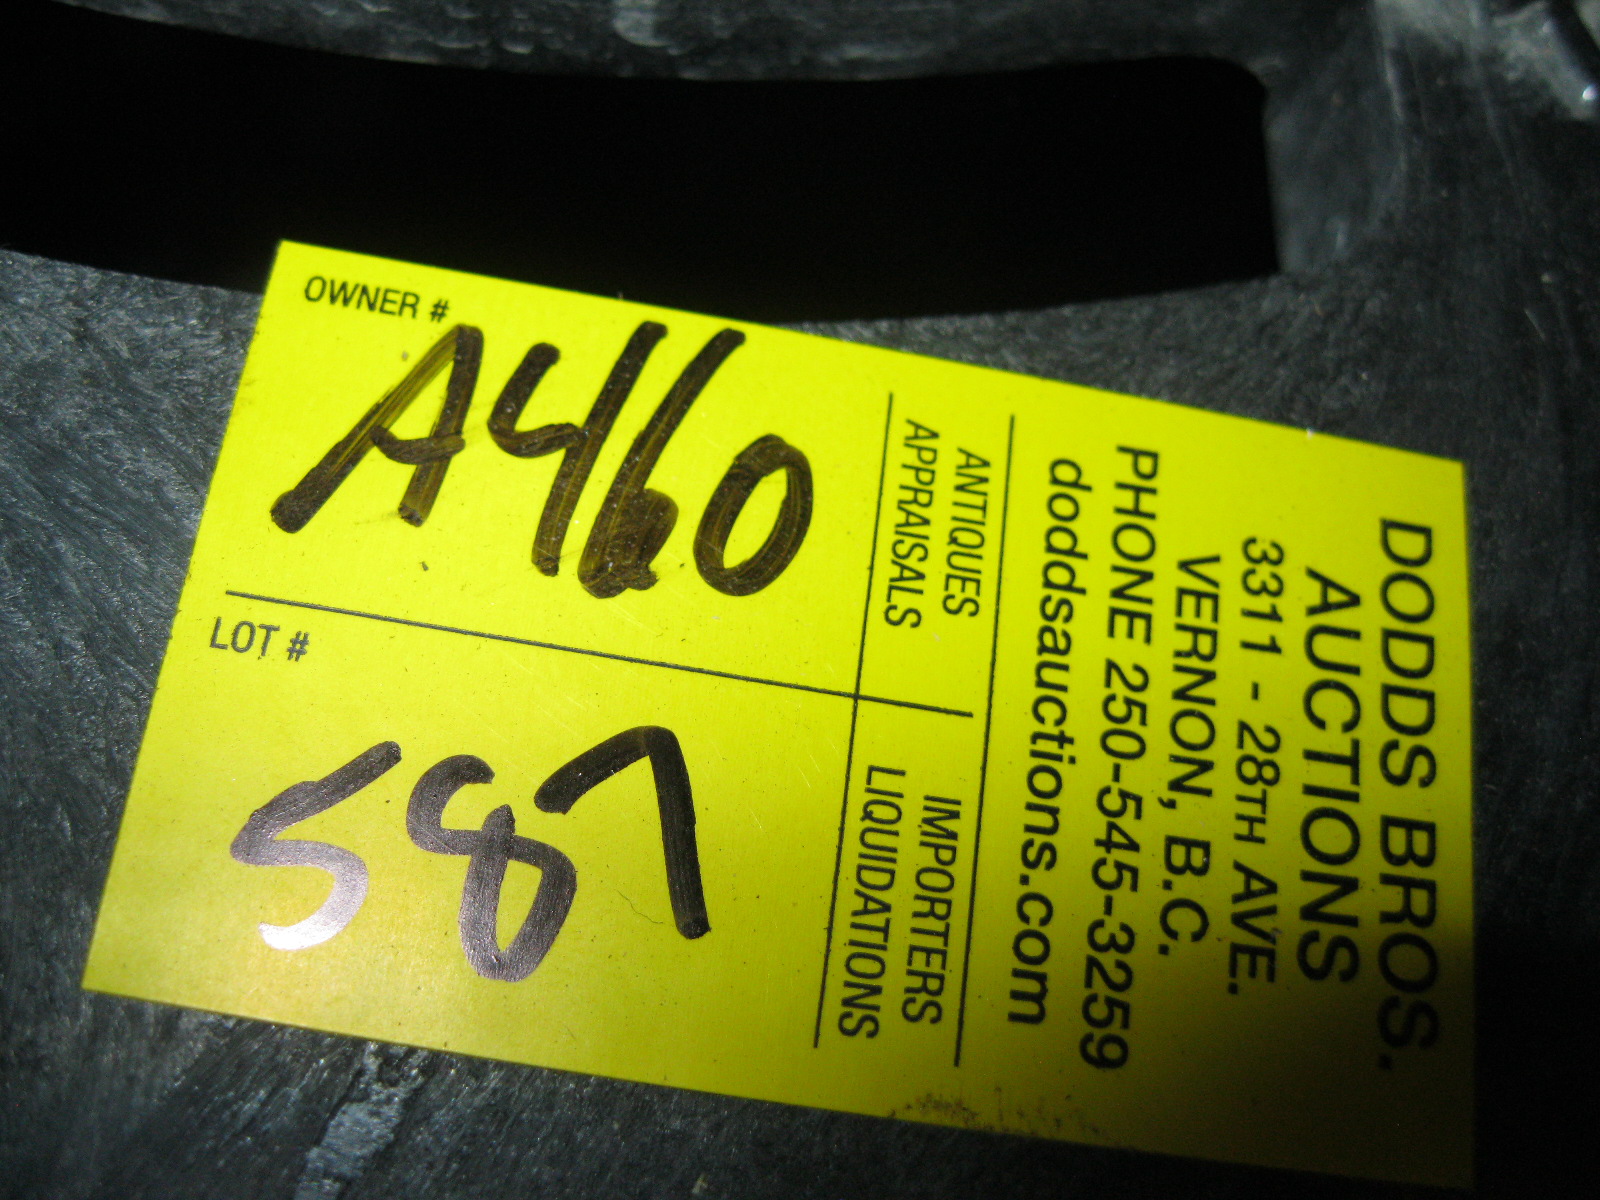 OWNER #
A460
LOT #
587
DODDS BROS.
AUCTIONS
3311 - 28TH AVE.
VERNON, B.C.
PHONE 250-545-3259
doddsauctions.com
ANTIQUES
APPRAISALS
IMPORTERS
LIQUIDATIONS